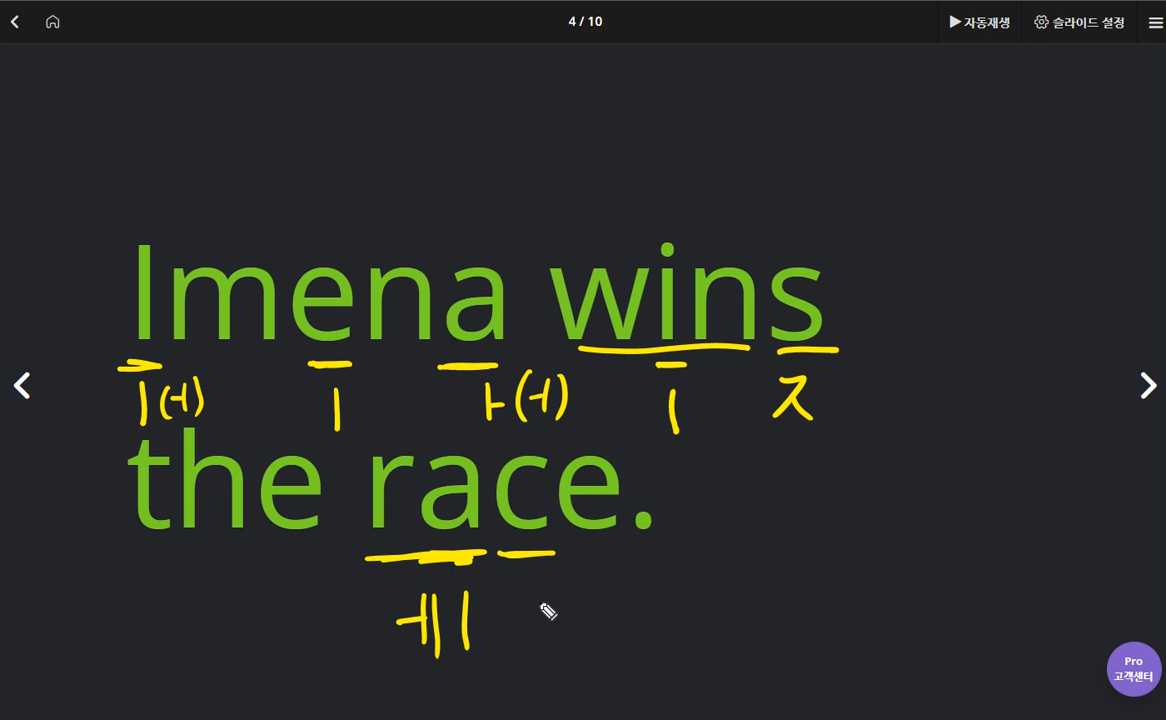 4 / 10 ▶ 자동재생 슬라이드 설정
Imena wins
ㅣ(ㅓ) ㅣ ㅏ(ㅓ) ㅣ ㅈ
the race.
ㅔㅣ
Pro
고객센터